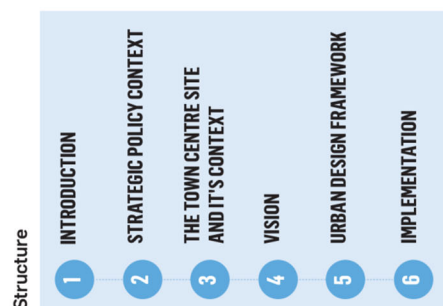 Structure
1 INTRODUCTION
2 STRATEGIC POLICY CONTEXT
3 THE TOWN CENTRE SITE
AND IT'S CONTEXT
4 VISION
5 URBAN DESIGN FRAMEWORK
6 IMPLEMENTATION